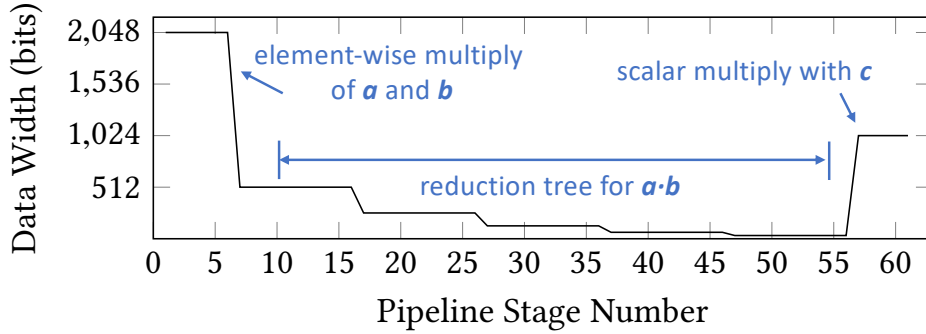 2,048
1,536
1,024
512
Data Width (bits)
element-wise multiply
of a and b
scalar multiply with c
reduction tree for a·b
0 5 10 15 20 25 30 35 40 45 50 55 60
Pipeline Stage Number